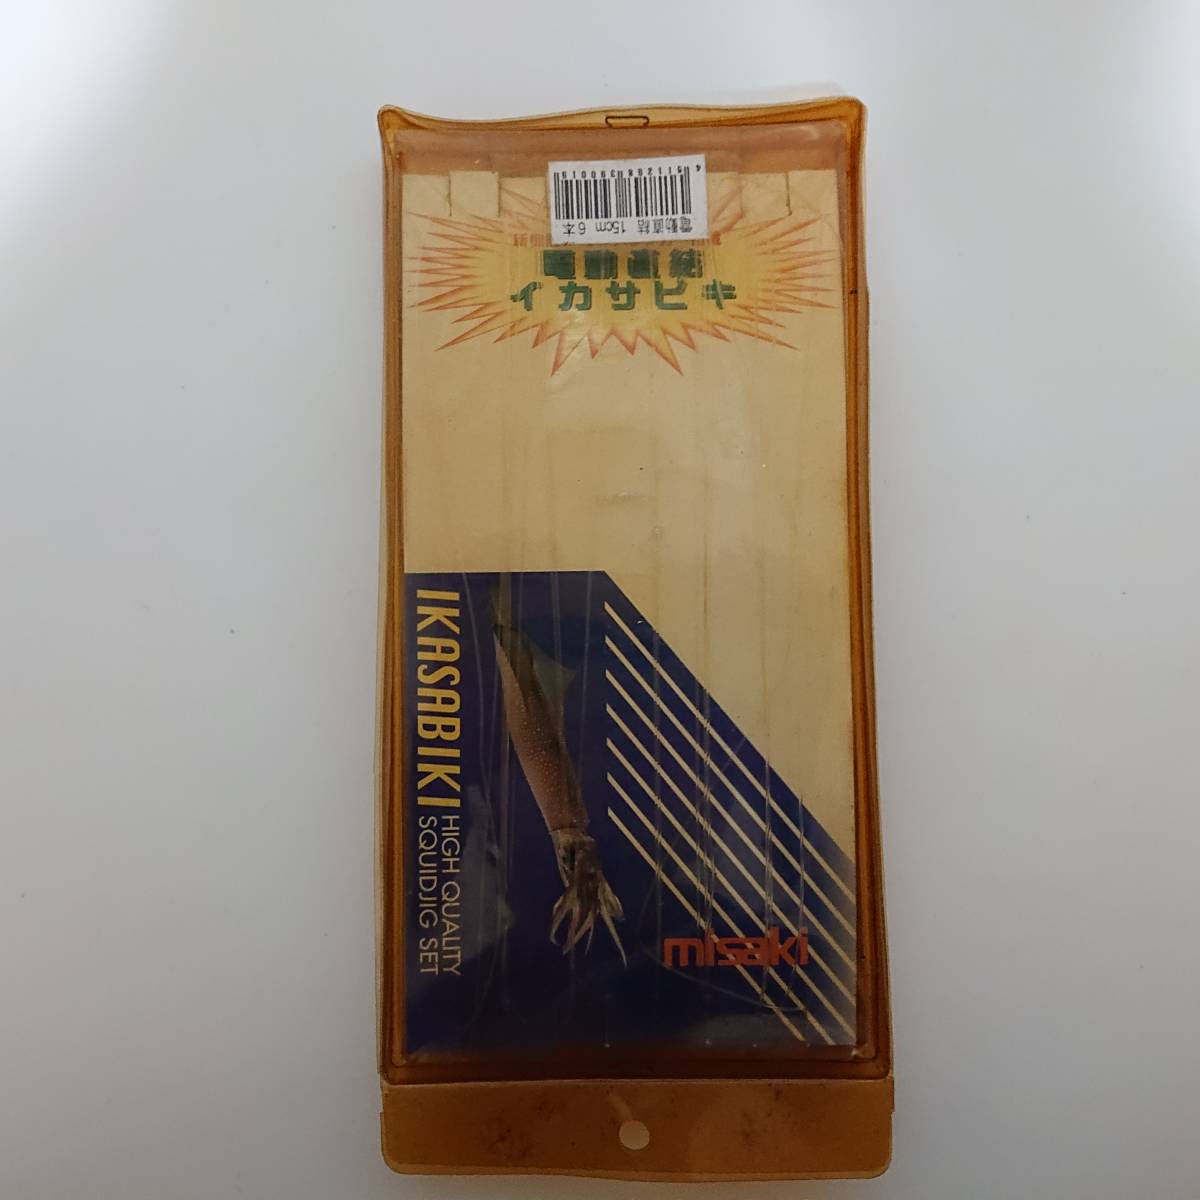 電動直結 15cm 6本
4571129839001９
電動直結
イカサビキ
IKASABIKI
HIGH QUALITY
SQUIDJIG SET
misaki